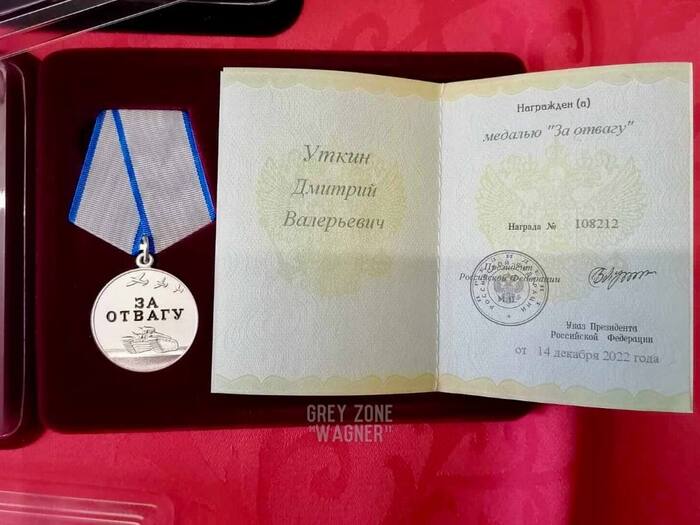 ЗА
ОТВАГУ
Уткин
Дмитрий
Валерьевич
Награжден (а)
медалью "За отвагу"
Награда № 108212
Президент
Российской Федерации
М.П.
Указ Президента
Российской Федерации
от 14 декабря 2022 года
GREY ZONE
"WAGNER"